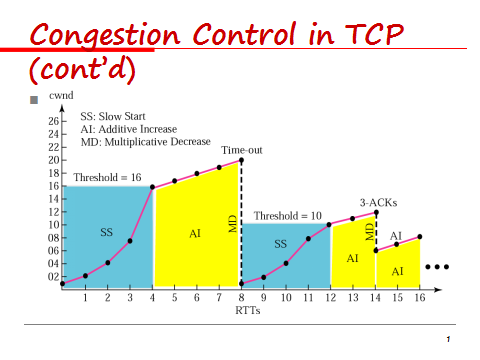 Congestion Control in TCP
(cont'd)
cwnd
SS: Slow Start
AI: Additive Increase
MD: Multiplicative Decrease
26
24
22
20
18
16
14
12
10
08
06
04
02
Time-out
Threshold = 16
3-ACKs
Threshold = 10
SS
AI
MD
SS
AI
MD
AI
AI
1 2 3 4 5 6 7 8 9 10 11 12 13 14 15 16
RTTs
1